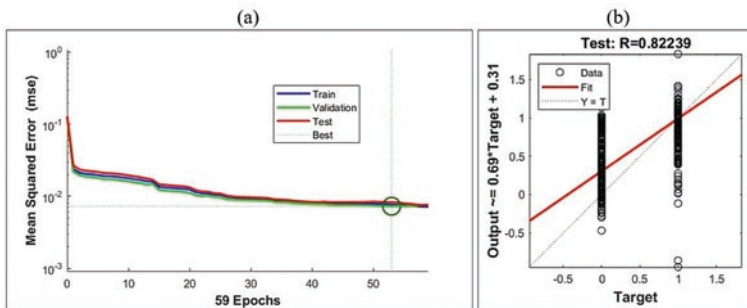 (a)
(b)
Mean Squared Error (mse)
10^0
10^-1
10^-2
10^-3
0
10
20
30
40
50
59 Epochs
Train
Validation
Test
Best
Test: R=0.82239
Output ~= 0.69*Target + 0.31
1.5
1
0.5
0
-0.5
Data
Fit
Y = T
-0.5
0
0.5
1
1.5
Target